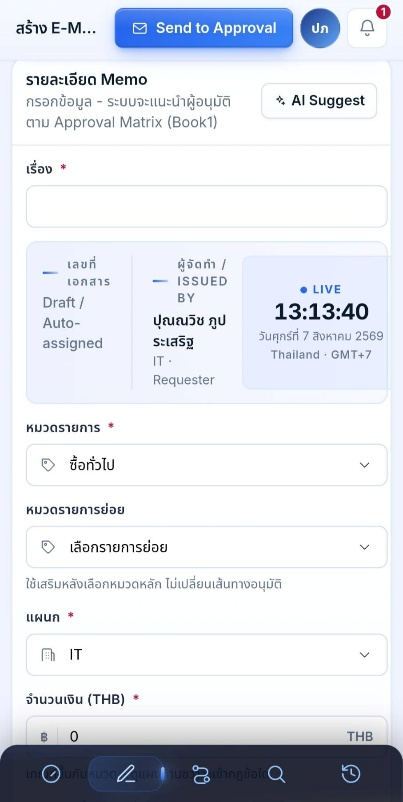 สร้าง E-M...
Send to Approval
ปภ
1
รายละเอียด Memo
กรอกข้อมูล - ระบบจะแนะนำผู้อนุมัติ
ตาม Approval Matrix (Book1)
AI Suggest
เรื่อง *
เลขที่
เอกสาร
Draft /
Auto-
assigned
ผู้จัดทำ /
ISSUED
BY
ปุณณวิช ภูป
ระเสริฐ
IT ·
Requester
LIVE
13:13:40
วันศุกร์ที่ 7 สิงหาคม 2569
Thailand · GMT+7
หมวดรายการ *
ซื้อทั่วไป
หมวดรายการย่อย
เลือกรายการย่อย
ใช้เสริมหลังเลือกหมวดหลัก ไม่เปลี่ยนเส้นทางอนุมัติ
แผนก *
IT
จำนวนเงิน (THB) *
฿ 0 THB